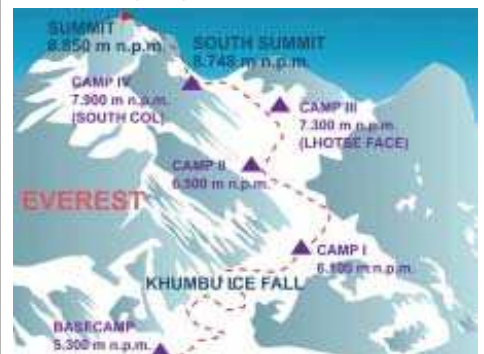 SUMMIT
8.850 m n.p.m.
SOUTH SUMMIT
8.748 m n.p.m.
CAMP IV
7.900 m n.p.m.
(SOUTH COL)
CAMP III
7.300 m n.p.m.
(LHOTSE FACE)
CAMP II
6.500 m n.p.m.
EVEREST
CAMP I
6.100 m n.p.m.
KHUMBU ICE FALL
BASECAMP
5.300 m n.p.m.